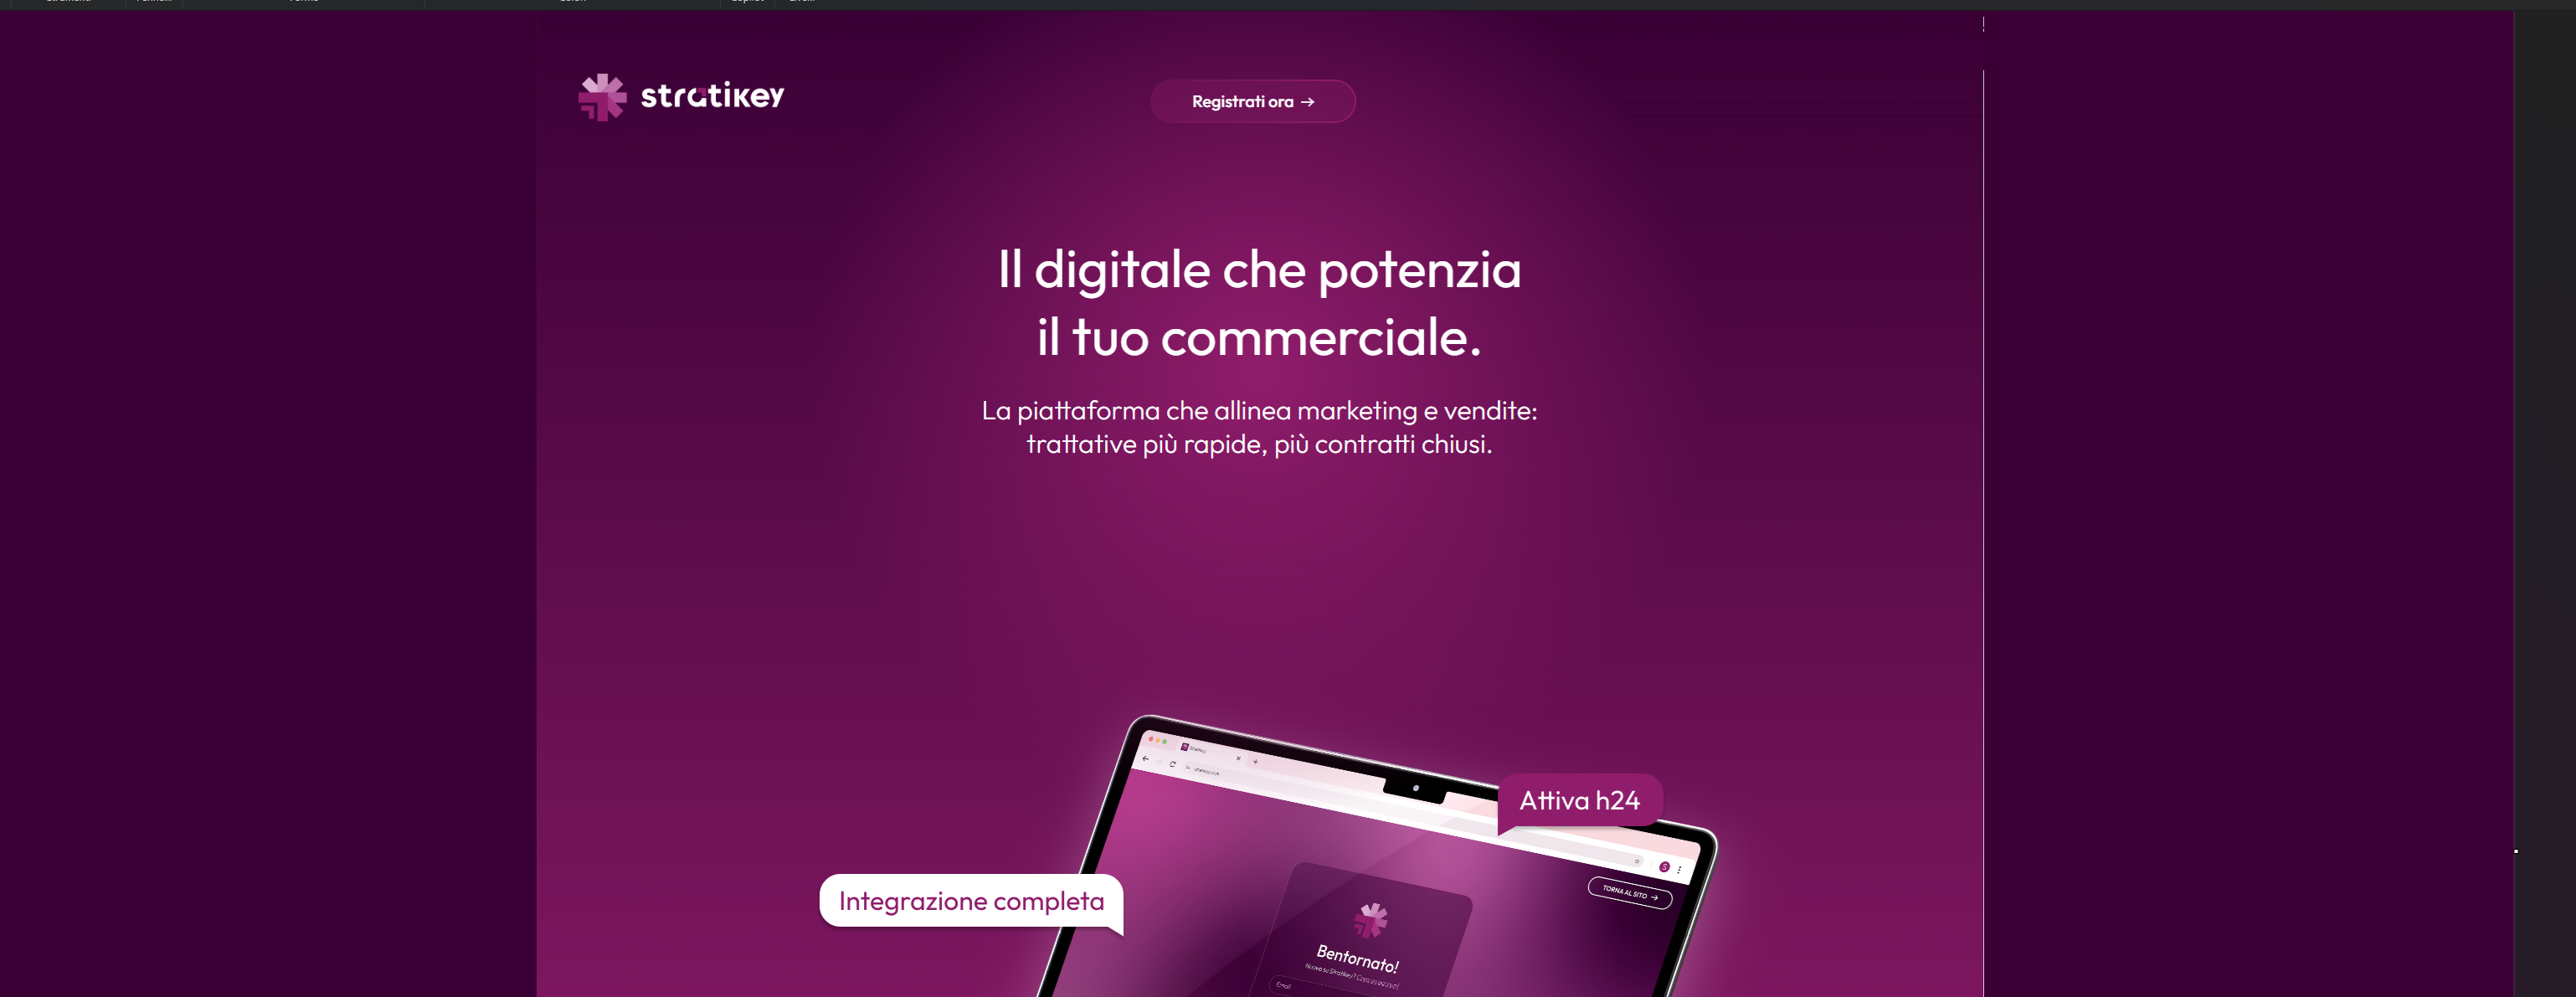 stratikey
Registrati ora →
Il digitale che potenzia
il tuo commerciale.
La piattaforma che allinea marketing e vendite:
trattative più rapide, più contratti chiusi.
Attiva h24
Integrazione completa
TORNA AL SITO →
Bentornato!
Email